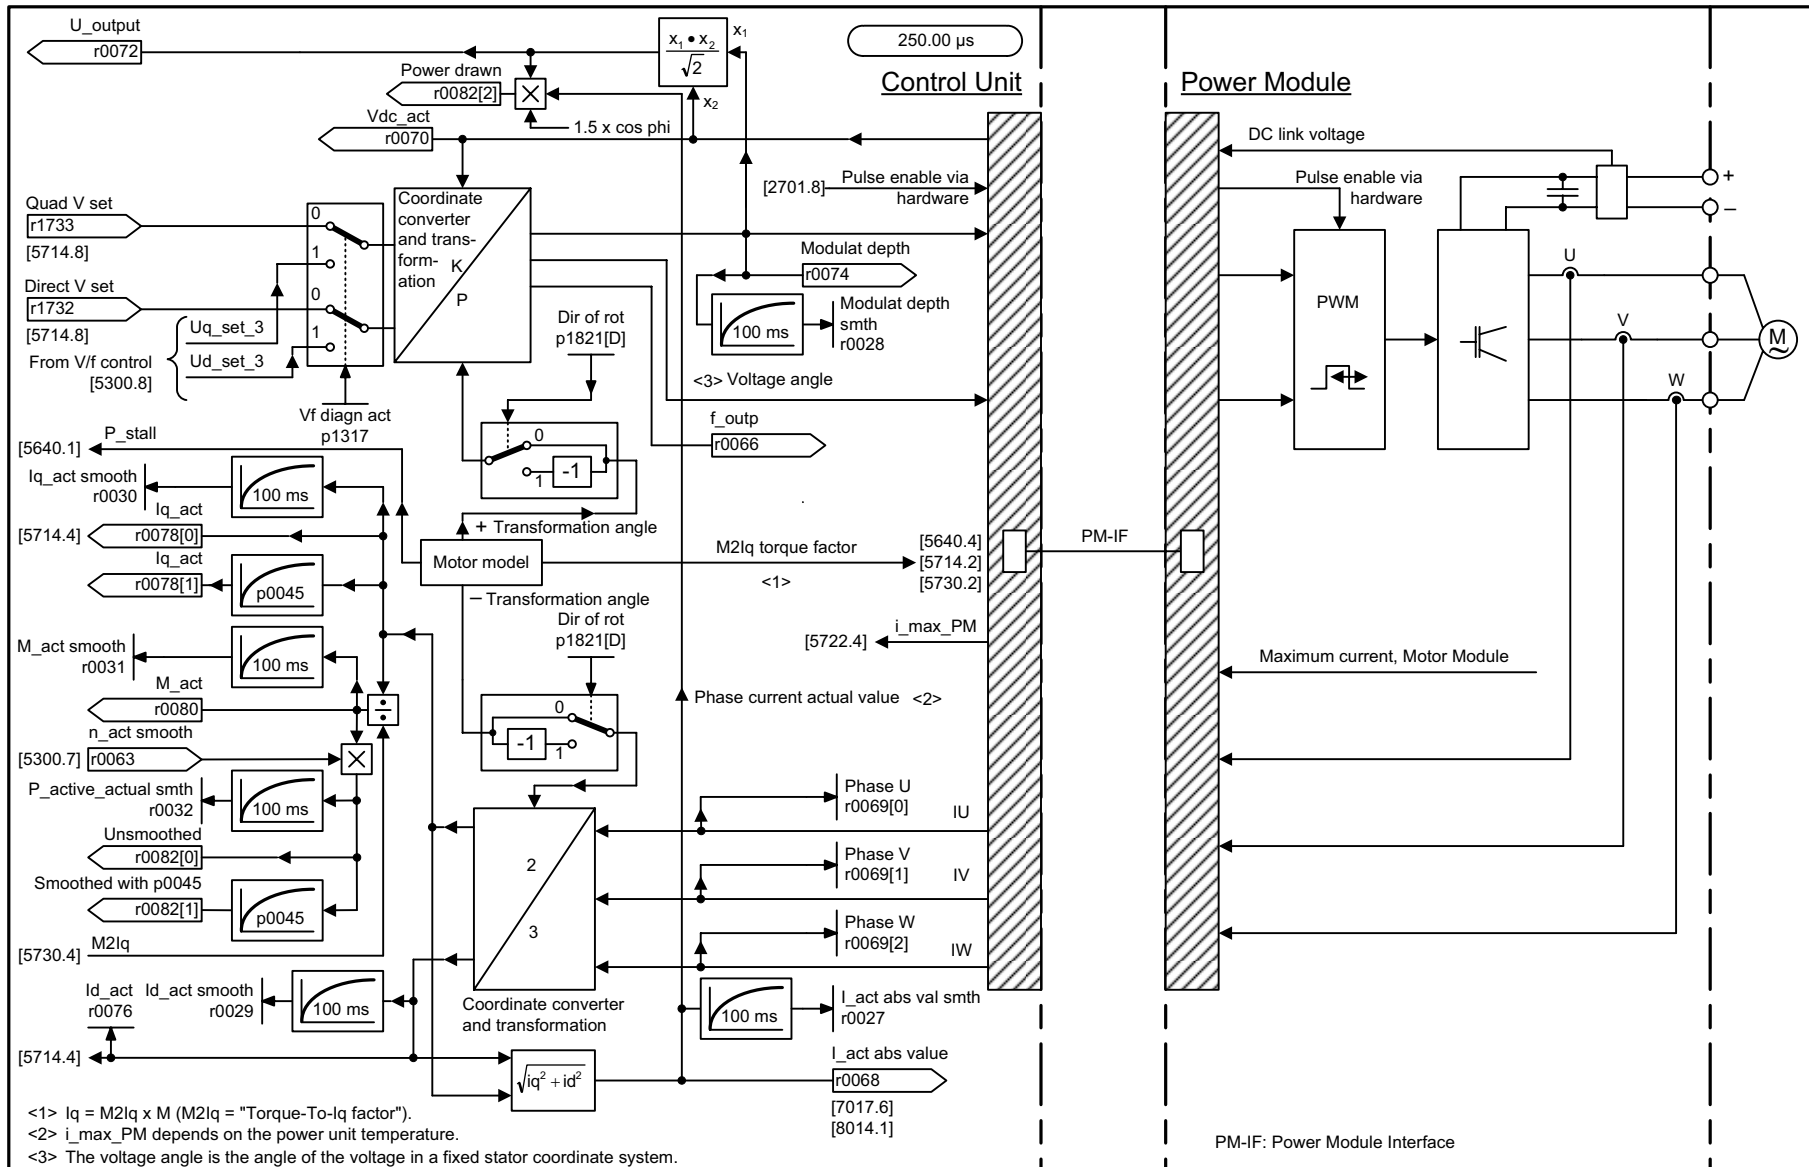 U_output
r0072
x1 • x2
√2
x1
x2
250.00 µs
Power drawn
r0082[2]
×
1.5 x cos phi
Control Unit
Power Module
Vdc_act
r0070
DC link voltage
Quad V set
r1733
[5714.8]
0
1
Direct V set
r1732
[5714.8]
0
1
Uq_set_3
Ud_set_3
From V/f control
[5300.8]
Vf diagn act
p1317
Coordinate
converter
and trans-
form-
ation
K
P
[2701.8]
Pulse enable via
hardware
Pulse enable via
hardware
+
–
Modulat depth
r0074
100 ms
Modulat depth
smth
r0028
Dir of rot
p1821[D]
<3> Voltage angle
f_outp
r0066
PWM
U
V
W
M
~
P_stall
[5640.1]
0
1
-1
Iq_act smooth
r0030
100 ms
Iq_act
[5714.4]
r0078[0]
Iq_act
r0078[1]
p0045
+ Transformation angle
Motor model
– Transformation angle
M2Iq torque factor
<1>
[5640.4]
[5714.2]
[5730.2]
PM-IF
.
Dir of rot
p1821[D]
i_max_PM
[5722.4]
M_act smooth
r0031
100 ms
Maximum current, Motor Module
M_act
r0080
÷
Phase current actual value <2>
0
-1
1
n_act smooth
[5300.7]
r0063
×
P_active_actual smth
r0032
100 ms
Unsmoothed
r0082[0]
Smoothed with p0045
r0082[1]
p0045
M2Iq
[5730.4]
2
3
Coordinate converter
and transformation
Phase U
r0069[0]
IU
Phase V
r0069[1]
IV
Phase W
r0069[2]
IW
Id_act
r0076
Id_act smooth
r0029
100 ms
100 ms
I_act abs val smth
r0027
[5714.4]
√iq² + id²
I_act abs value
r0068
[7017.6]
[8014.1]
<1> Iq = M2Iq x M (M2Iq = "Torque-To-Iq factor").
<2> i_max_PM depends on the power unit temperature.
<3> The voltage angle is the angle of the voltage in a fixed stator coordinate system.
PM-IF: Power Module Interface